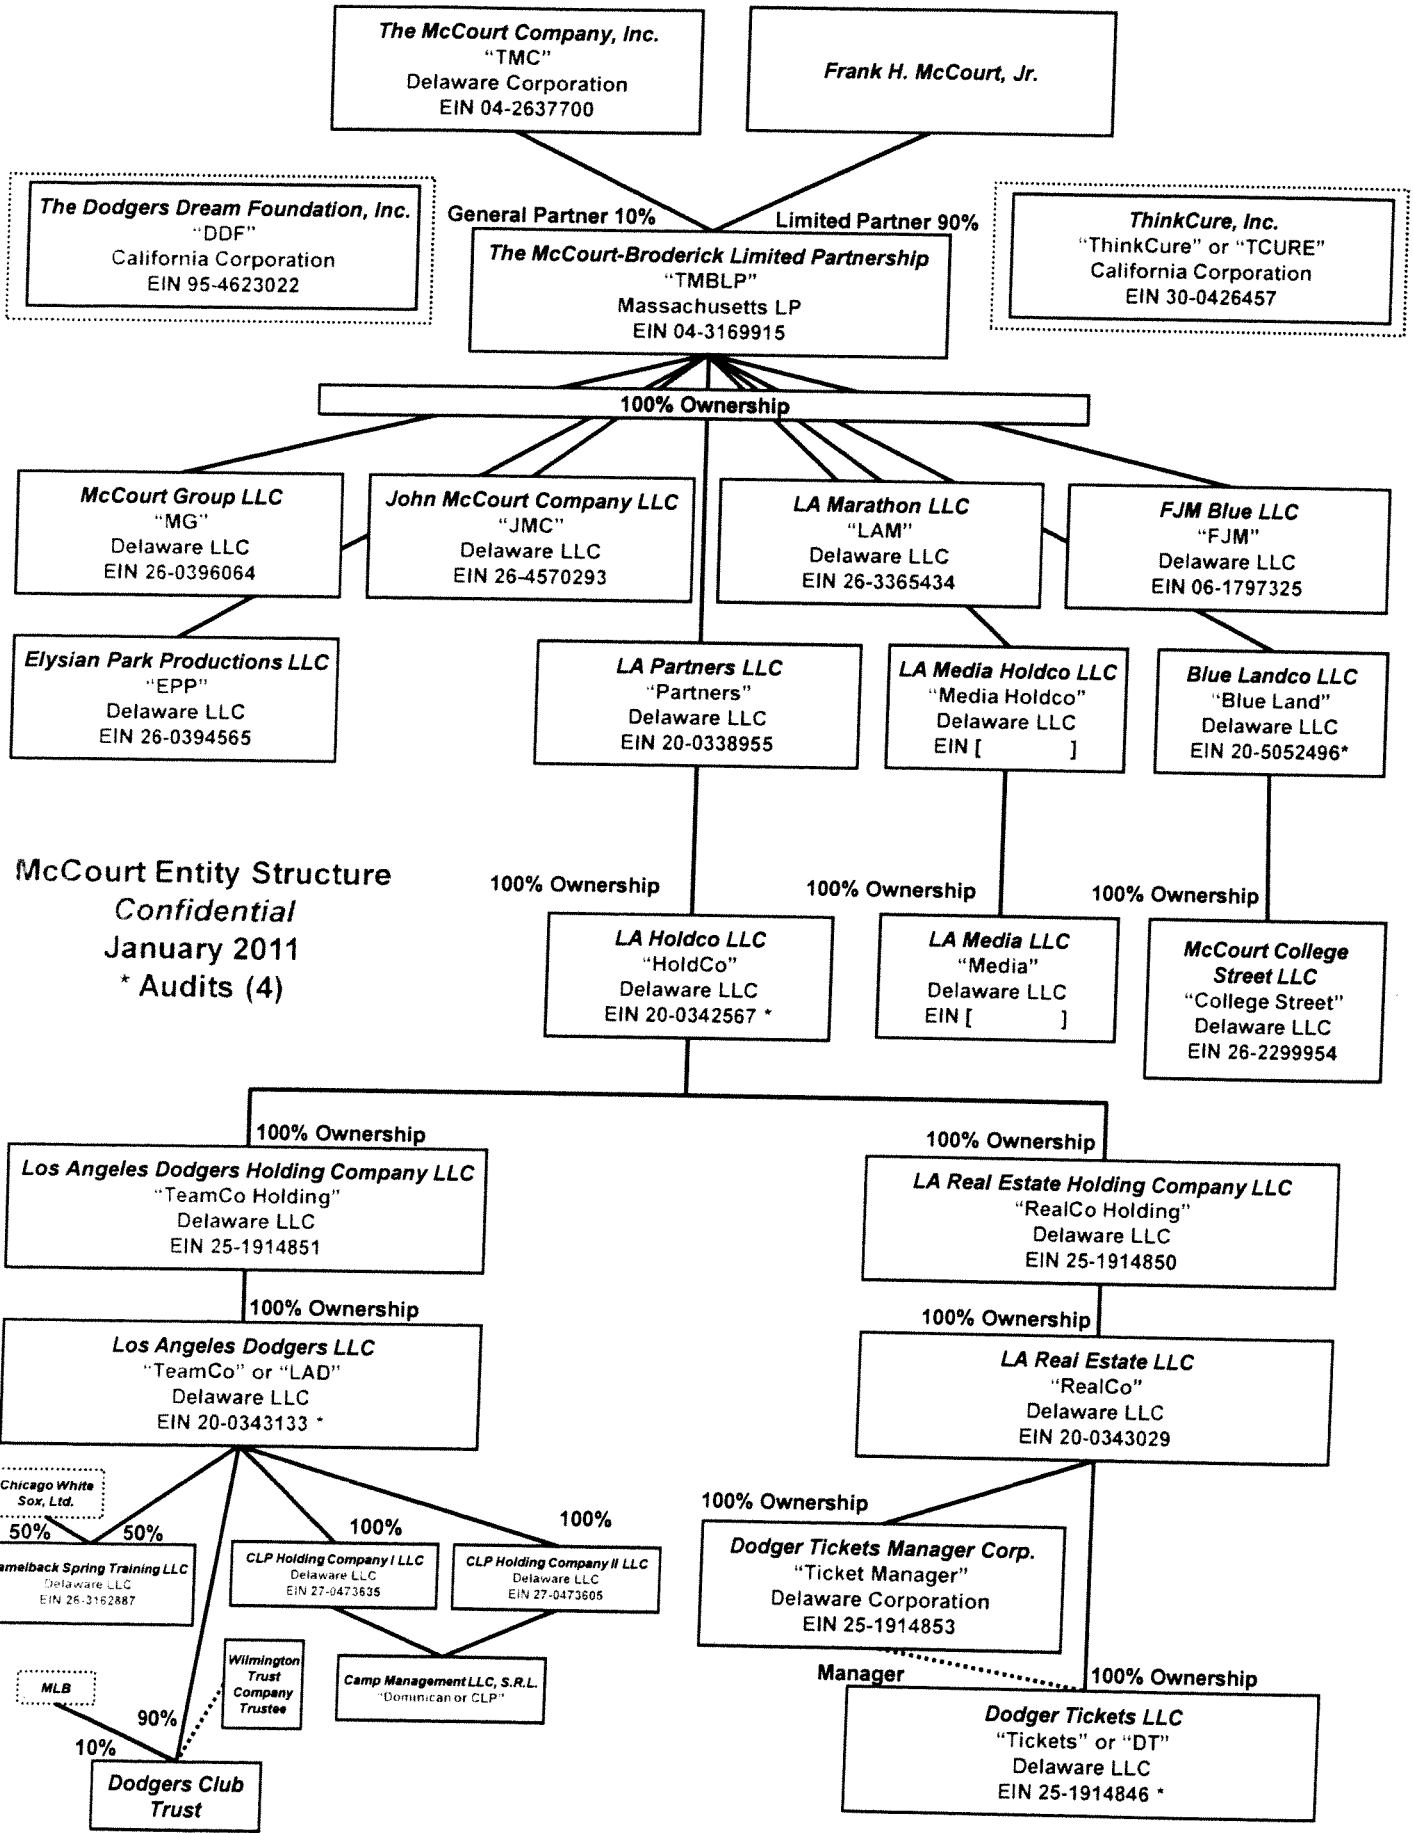 The McCourt Company, Inc.
“TMC”
Delaware Corporation
EIN 04-2637700
Frank H. McCourt, Jr.
The Dodgers Dream Foundation, Inc.
“DDF”
California Corporation
EIN 95-4623022
General Partner 10%
Limited Partner 90%
The McCourt-Broderick Limited Partnership
“TMBLP”
Massachusetts LP
EIN 04-3169915
ThinkCure, Inc.
“ThinkCure” or “TCURE”
California Corporation
EIN 30-0426457
100% Ownership
McCourt Group LLC
“MG”
Delaware LLC
EIN 26-0396064
John McCourt Company LLC
“JMC”
Delaware LLC
EIN 26-4570293
LA Marathon LLC
“LAM”
Delaware LLC
EIN 26-3365434
FJM Blue LLC
“FJM”
Delaware LLC
EIN 06-1797325
Elysian Park Productions LLC
“EPP”
Delaware LLC
EIN 26-0394565
LA Partners LLC
“Partners”
Delaware LLC
EIN 20-0338955
LA Media Holdco LLC
“Media Holdco”
Delaware LLC
EIN [ ]
Blue Landco LLC
“Blue Land”
Delaware LLC
EIN 20-5052496*
McCourt Entity Structure
Confidential
January 2011
* Audits (4)
100% Ownership
LA Holdco LLC
“HoldCo”
Delaware LLC
EIN 20-0342567 *
100% Ownership
LA Media LLC
“Media”
Delaware LLC
EIN [ ]
100% Ownership
McCourt College
Street LLC
“College Street”
Delaware LLC
EIN 26-2299954
100% Ownership
Los Angeles Dodgers Holding Company LLC
“TeamCo Holding”
Delaware LLC
EIN 25-1914851
100% Ownership
LA Real Estate Holding Company LLC
“RealCo Holding”
Delaware LLC
EIN 25-1914850
100% Ownership
Los Angeles Dodgers LLC
“TeamCo” or “LAD”
Delaware LLC
EIN 20-0343133 *
100% Ownership
LA Real Estate LLC
“RealCo”
Delaware LLC
EIN 20-0343029
Chicago White
Sox, Ltd.
50%
50%
amelback Spring Training LLC
Delaware LLC
EIN 26-3162887
100%
CLP Holding Company I LLC
Delaware LLC
EIN 27-0473635
100%
CLP Holding Company II LLC
Delaware LLC
EIN 27-0473605
100% Ownership
Dodger Tickets Manager Corp.
“Ticket Manager”
Delaware Corporation
EIN 25-1914853
Wilmington
Trust
Company
Trustee
Camp Management LLC, S.R.L.
“Dominican or CLP”
MLB
90%
10%
Dodgers Club
Trust
Manager
100% Ownership
Dodger Tickets LLC
“Tickets” or “DT”
Delaware LLC
EIN 25-1914846 *